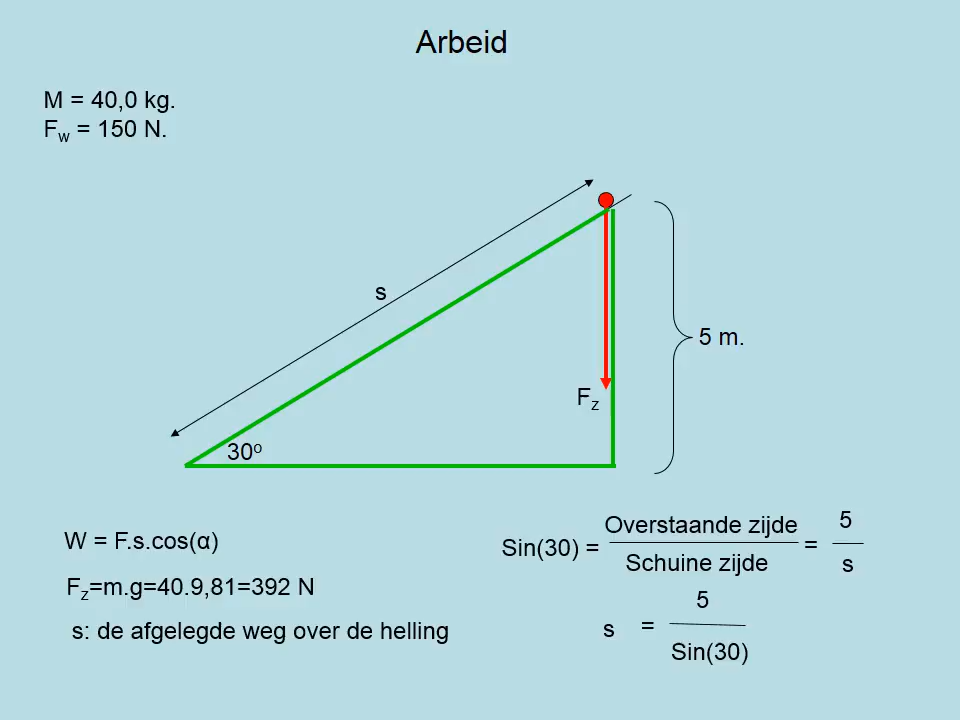 Arbeid
M = 40,0 kg.
Fw = 150 N.
s
5 m.
Fz
30o
W = F.s.cos(α)
Fz=m.g=40.9,81=392 N
s: de afgelegde weg over de helling
Sin(30) = Overstaande zijde / Schuine zijde = 5 / s
s = 5 / Sin(30)